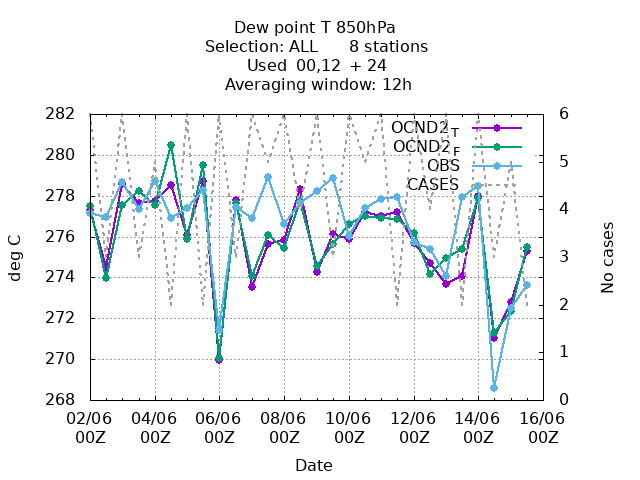 Dew point T 850hPa
Selection: ALL 8 stations
Used 00,12 + 24
Averaging window: 12h
OCND2_T
OCND2_F
OBS
CASES
282
280
278
276
274
272
270
268
deg C
6
5
4
3
2
1
0
No cases
02/06 04/06 06/06 08/06 10/06 12/06 14/06 16/06
00Z 00Z 00Z 00Z 00Z 00Z 00Z 00Z
Date